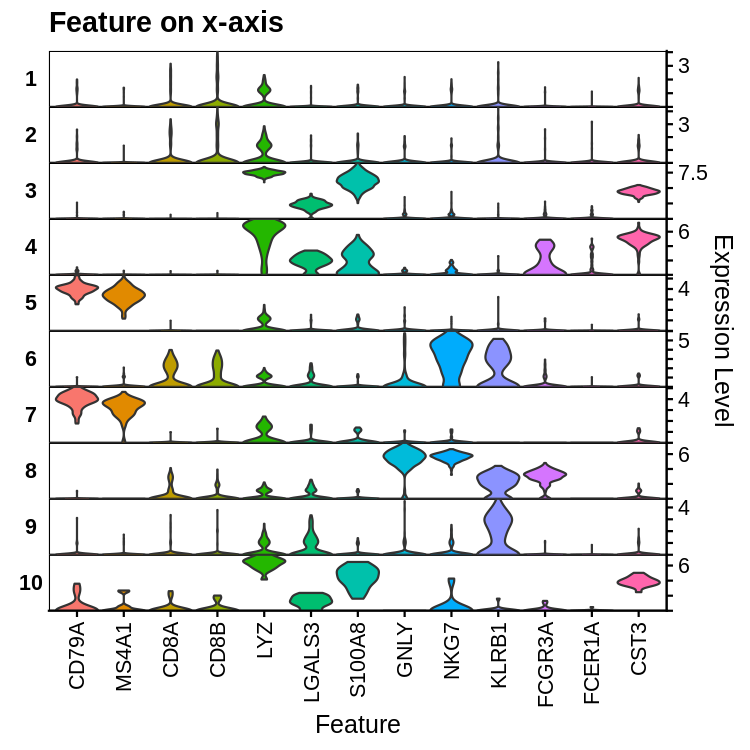 Feature on x-axis
1 3
2 3
3 7.5
4 6
5 4
6 5
7 4
8 6
9 4
10 6
Expression Level
CD79A MS4A1 CD8A CD8B LYZ LGALS3 S100A8 GNLY NKG7 KLRB1 FCGR3A FCER1A CST3
Feature